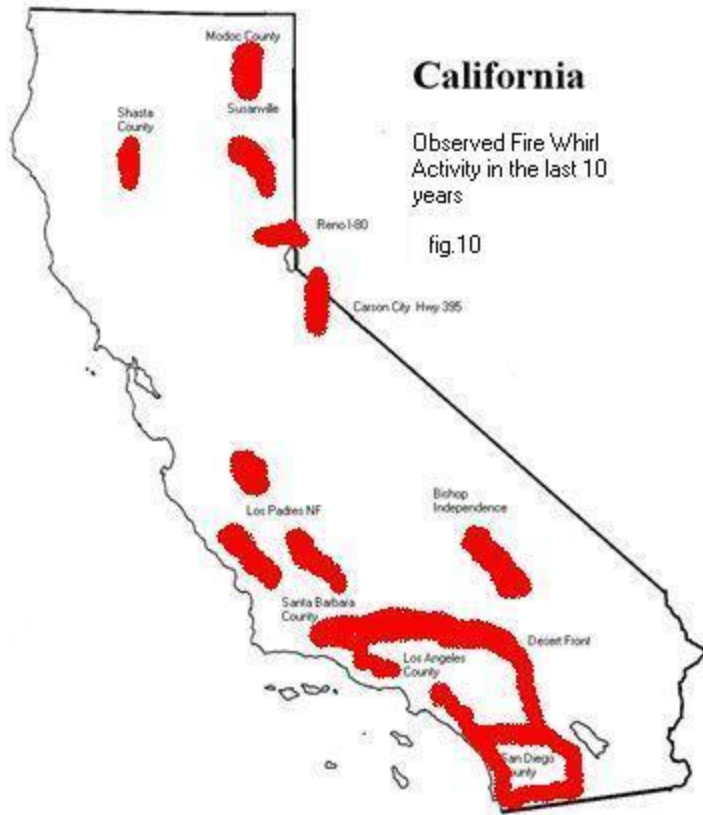 Modoc County
California
Shasta
County
Susanville
Observed Fire Whirl
Activity in the last 10
years
Reno I-80
fig.10
Carson City Hwy 395
Bishop
Independence
Los Padres NF
Santa Barbara
County
Desert Front
Los Angeles
County
San Diego
County